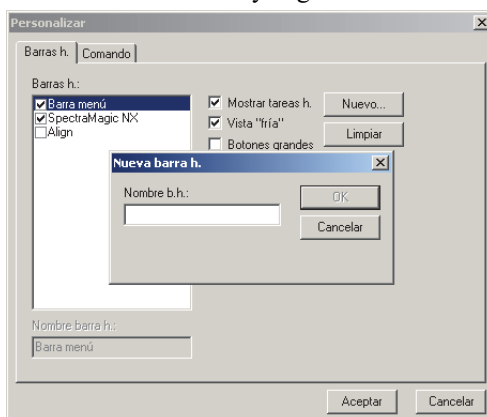 Personalizar
Barras h. Comando
Barras h.:
Barra menú
SpectraMagic NX
Align
Mostrar tareas h.
Vista "fría"
Botones grandes
Nuevo...
Limpiar
Nueva barra h.
Nombre b.h.:
OK
Cancelar
Nombre barra h.:
Barra menú
Aceptar Cancelar